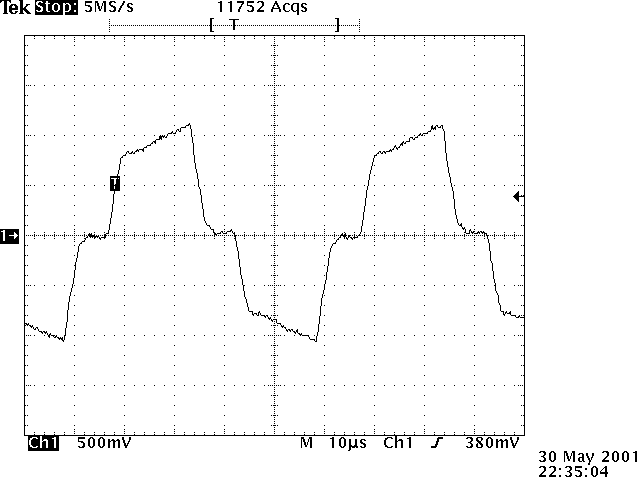 Tek Stop: 5MS/s 11752 Acqs
[ T ]
T
1
Ch1 500mV M 10µs Ch1 380mV
30 May 2001
22:35:04